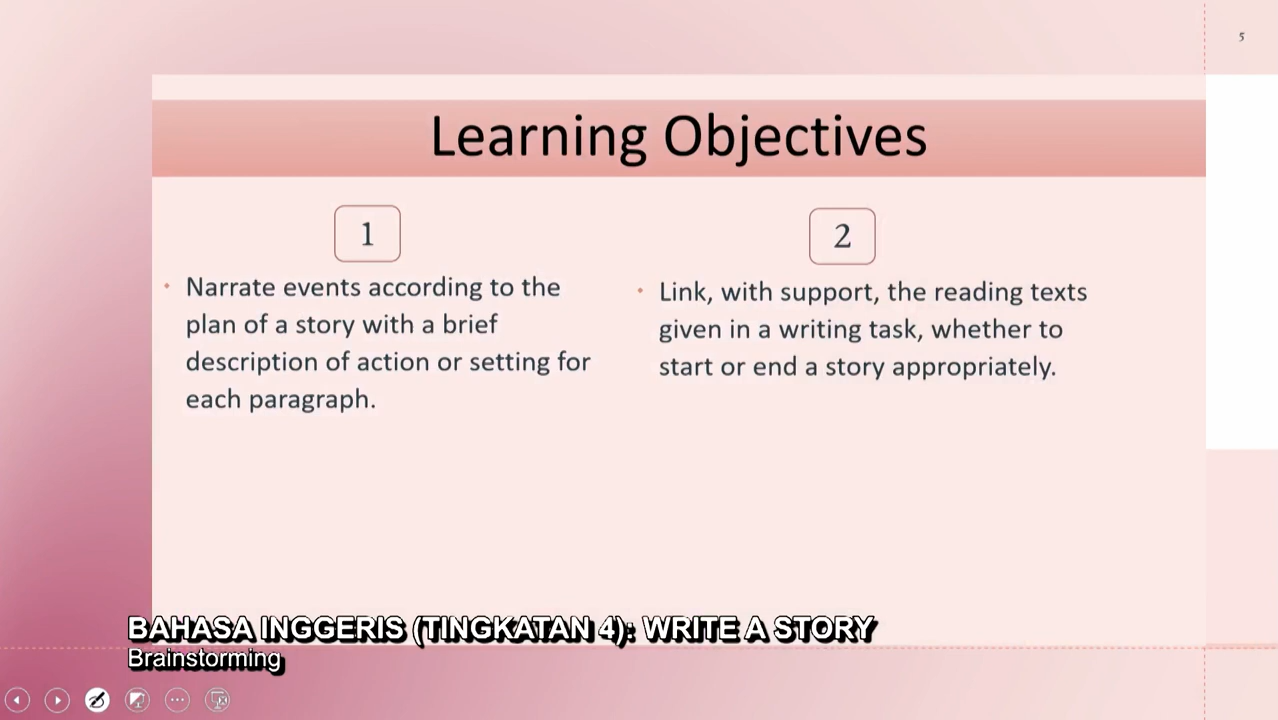 5
Learning Objectives
1
Narrate events according to the
plan of a story with a brief
description of action or setting for
each paragraph.
2
Link, with support, the reading texts
given in a writing task, whether to
start or end a story appropriately.
BAHASA INGGERIS (TINGKATAN 4): WRITE A STORY
Brainstorming